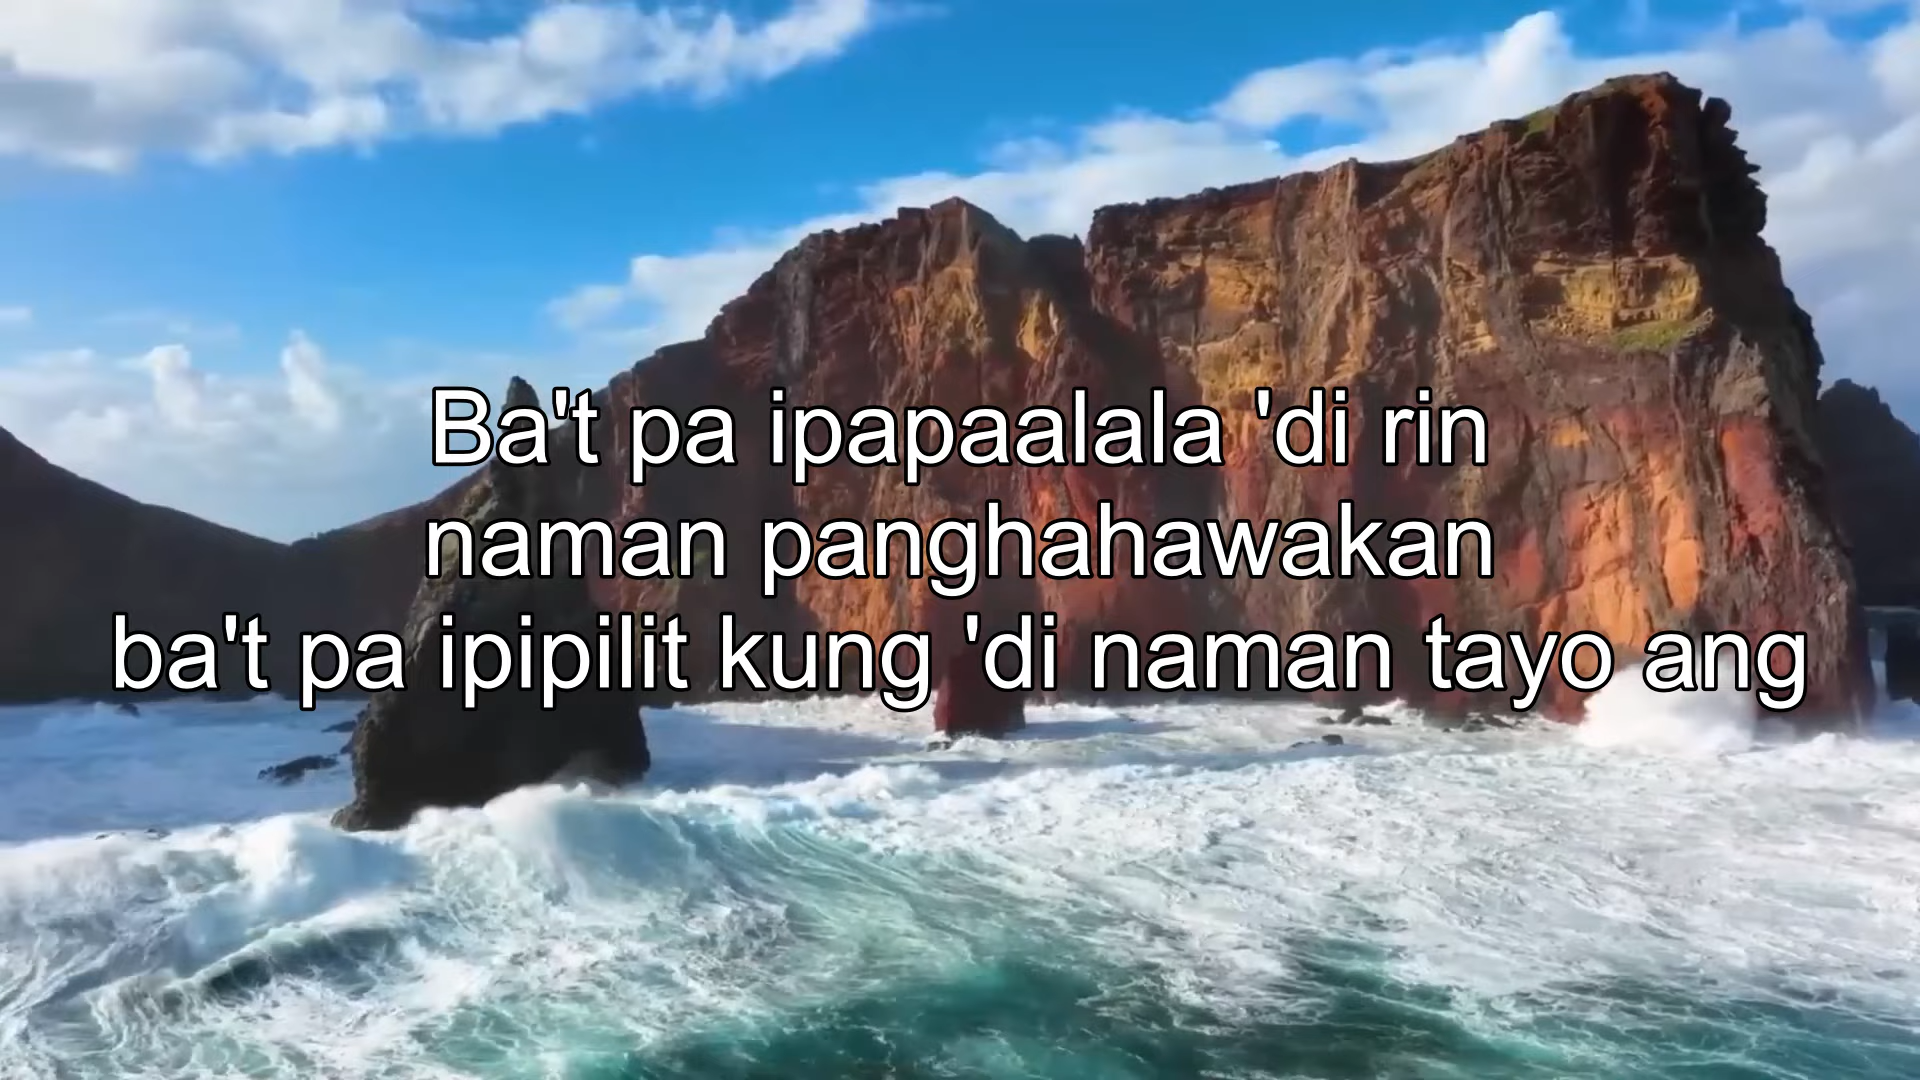 Ba't pa ipapaalala 'di rin
naman panghahawakan
ba't pa ipipilit kung 'di naman tayo ang